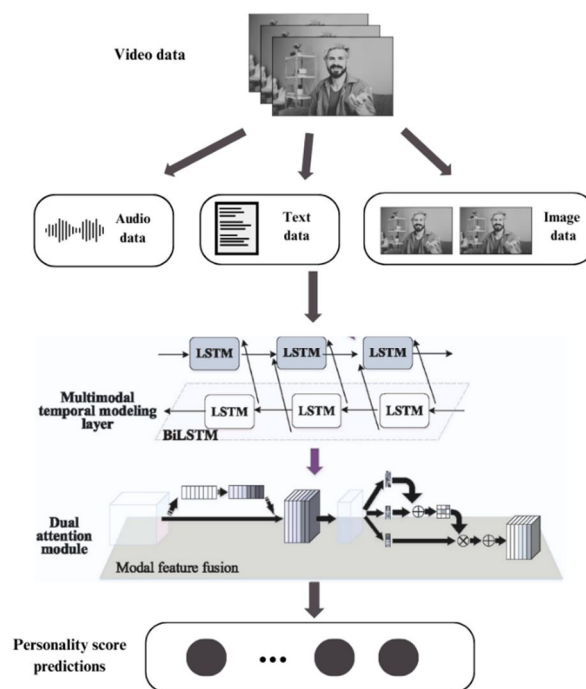 Video data
Audio
data
Text
data
Image
data
LSTM
LSTM
LSTM
Multimodal
temporal modeling
layer
LSTM
LSTM
LSTM
BiLSTM
Dual
attention
module
Modal feature fusion
Personality score
predictions